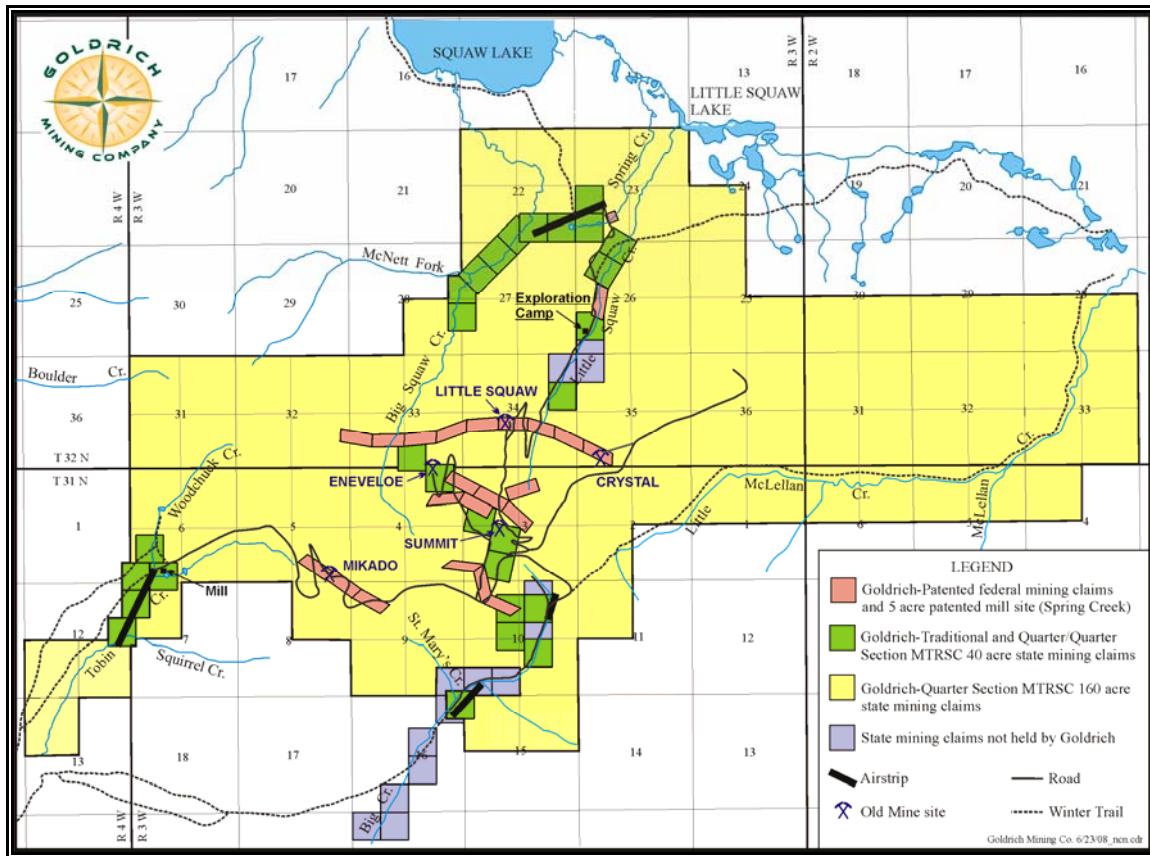 GOLDRICH
MINING COMPANY
SQUAW LAKE
LITTLE SQUAW
LAKE
R 3 W
R 2 W
R 4 W
R 3 W
17
16
13
18
17
16
20
21
22
23
24
19
20
21
Spring Cr.
McNett Fork
25
30
29
28
27
26
25
30
29
28
Exploration
Camp
Squaw Cr.
Little
Big Squaw Cr.
Boulder Cr.
36
31
32
33
34
35
36
31
32
33
LITTLE SQUAW
T 32 N
T 31 N
ENEVELOE
CRYSTAL
Woodchuck Cr.
McLellan Cr.
Little
McLellan
Cr.
1
6
5
4
3
6
5
4
SUMMIT
MIKADO
Mill
12
7
8
9
10
11
12
Tobin Cr.
Squirrel Cr.
St. Mary's Cr.
13
18
17
16
15
14
13
Big Cr.
R 4 W
R 3 W
LEGEND
Goldrich-Patented federal mining claims
and 5 acre patented mill site (Spring Creek)
Goldrich-Traditional and Quarter/Quarter
Section MTRSC 40 acre state mining claims
Goldrich-Quarter Section MTRSC 160 acre
state mining claims
State mining claims not held by Goldrich
Airstrip
Road
Old Mine site
Winter Trail
Goldrich Mining Co. 6/23/08_ncn.cdr